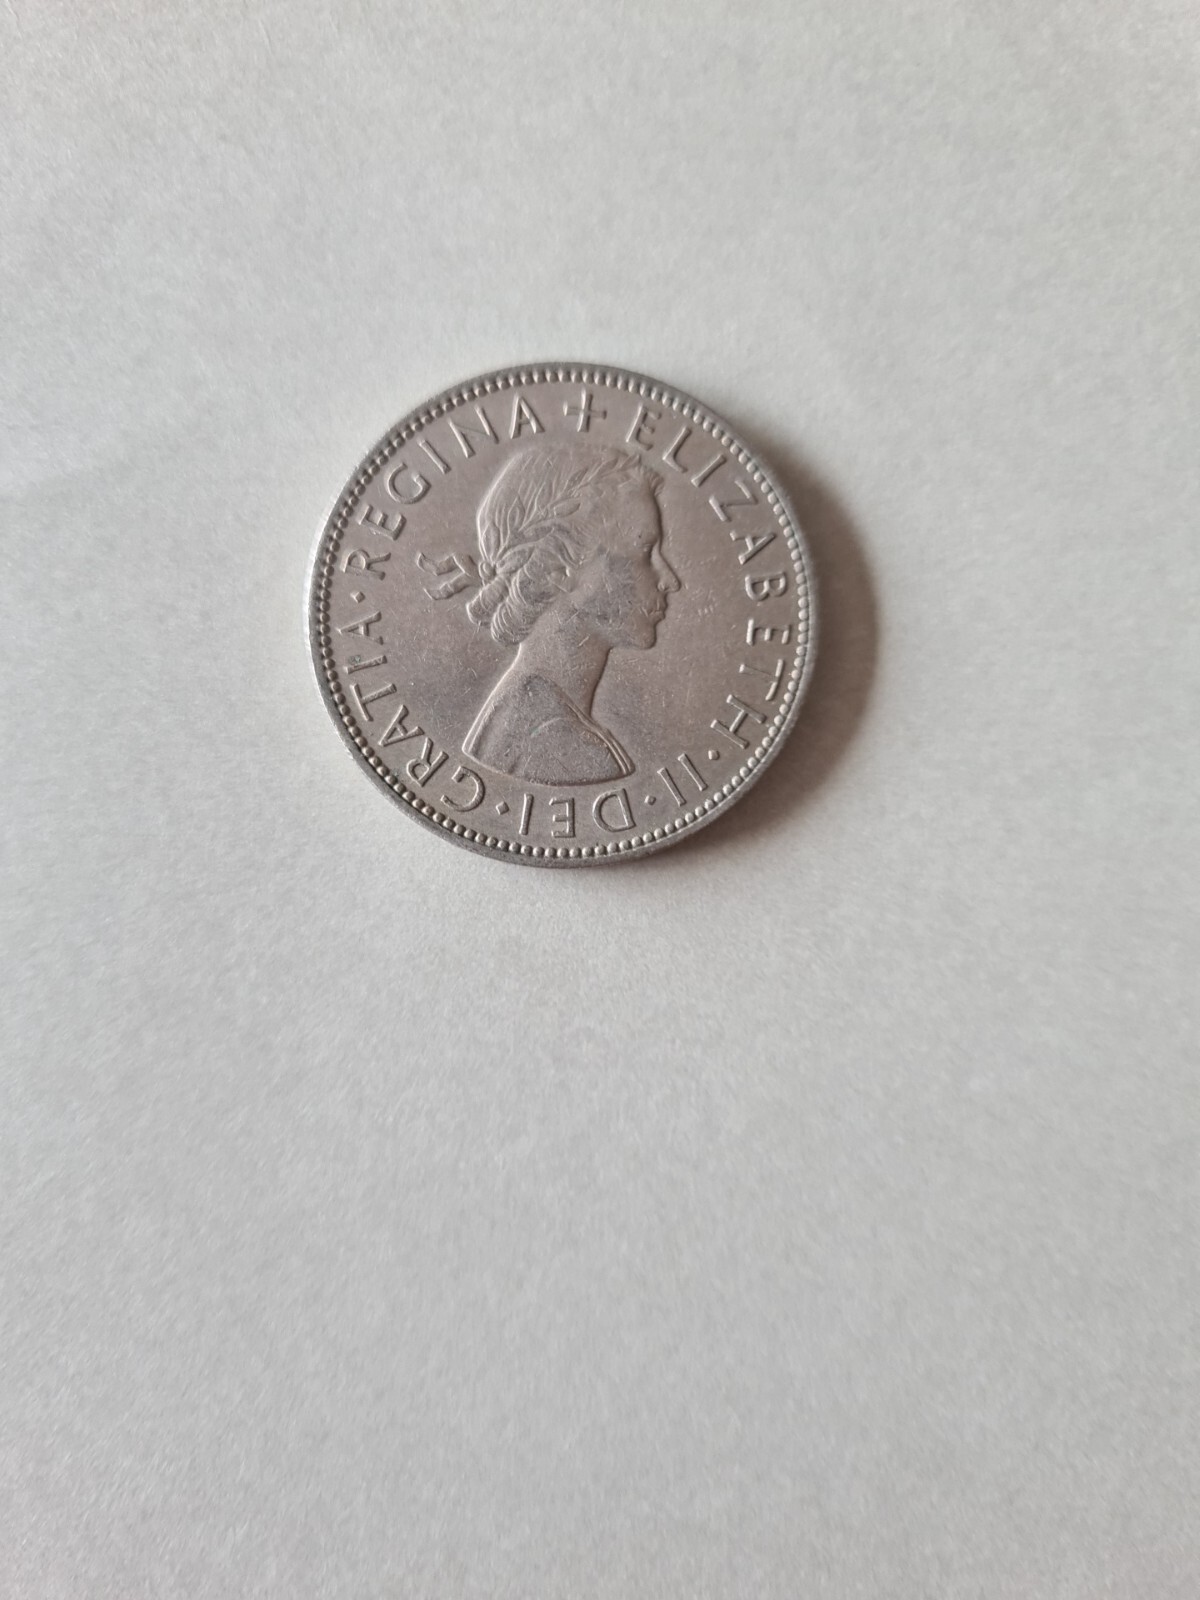 + ELIZABETH · II · DEI · GRATIA · REGINA